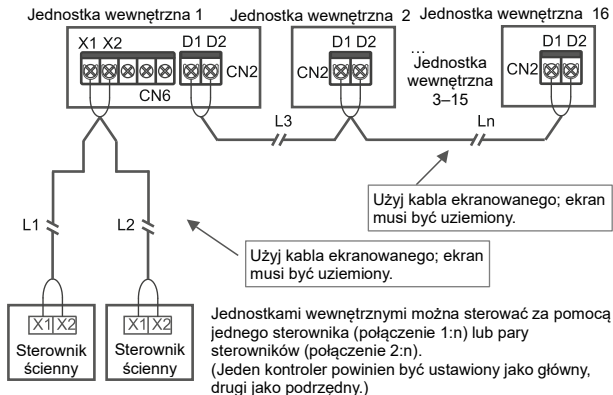 Jednostka wewnętrzna 1
Jednostka wewnętrzna 2
Jednostka wewnętrzna 16
X1 X2
D1 D2
CN2
CN6
D1 D2
CN2
...
Jednostka
wewnętrzna
3–15
D1 D2
CN2
L3
Ln
Użyj kabla ekranowanego; ekran
musi być uziemiony.
L1
L2
Użyj kabla ekranowanego; ekran
musi być uziemiony.
X1 X2
Sterownik
ścienny
X1 X2
Sterownik
ścienny
Jednostkami wewnętrznymi można sterować za pomocą
jednego sterownika (połączenie 1:n) lub pary
sterowników (połączenie 2:n).
(Jeden kontroler powinien być ustawiony jako główny,
drugi jako podrzędny.)